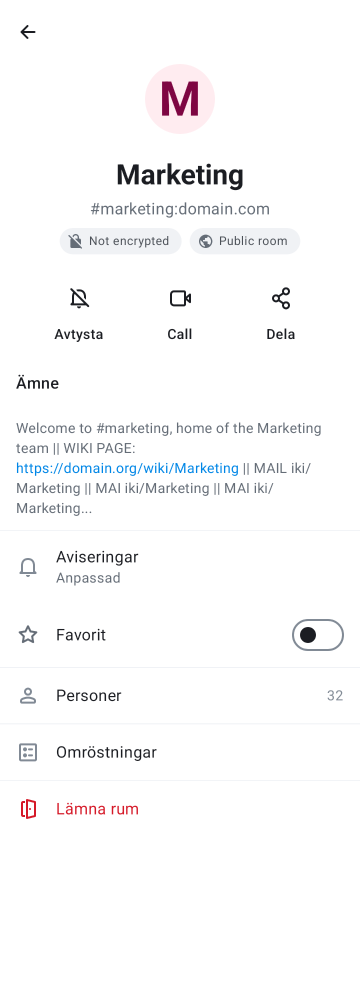 M
Marketing
#marketing:domain.com
Not encrypted Public room
Avtysta Call Dela
Ämne
Welcome to #marketing, home of the Marketing
team || WIKI PAGE:
https://domain.org/wiki/Marketing || MAIL iki/
Marketing || MAI iki/Marketing || MAI iki/
Marketing...
Aviseringar
Anpassad
Favorit
Personer 32
Omröstningar
Lämna rum